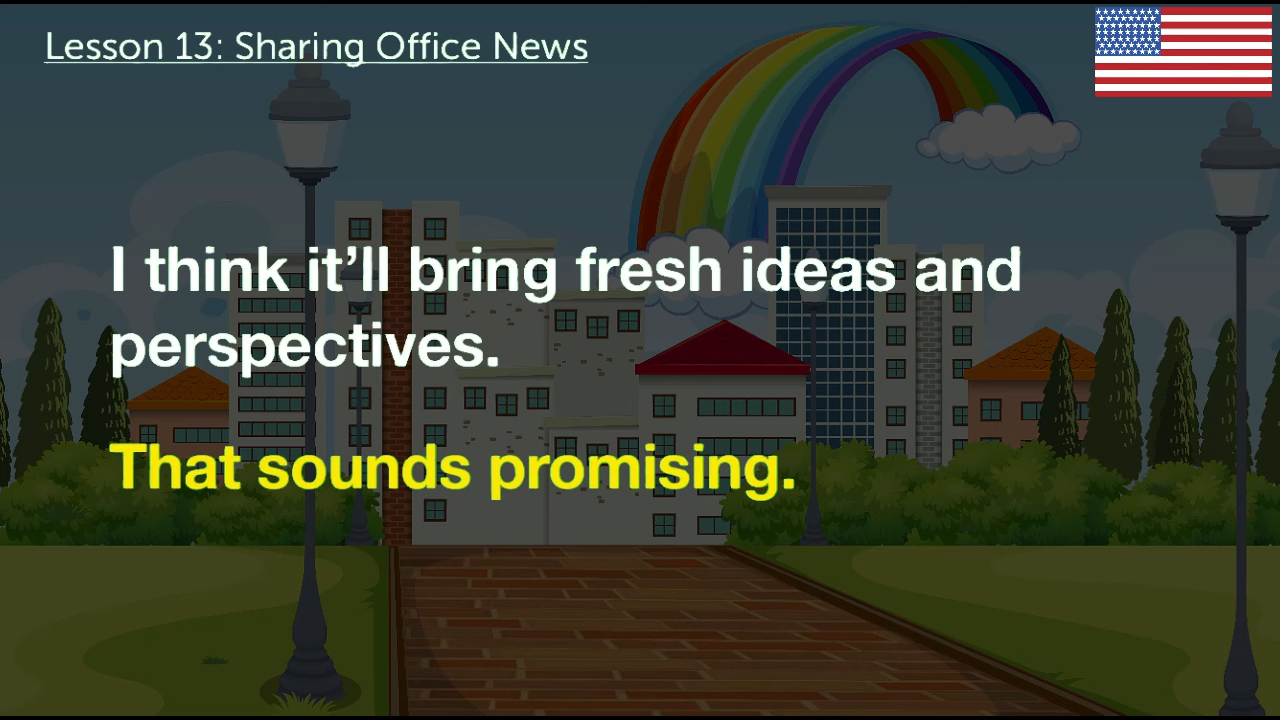 Lesson 13: Sharing Office News
I think it’ll bring fresh ideas and
perspectives.
That sounds promising.